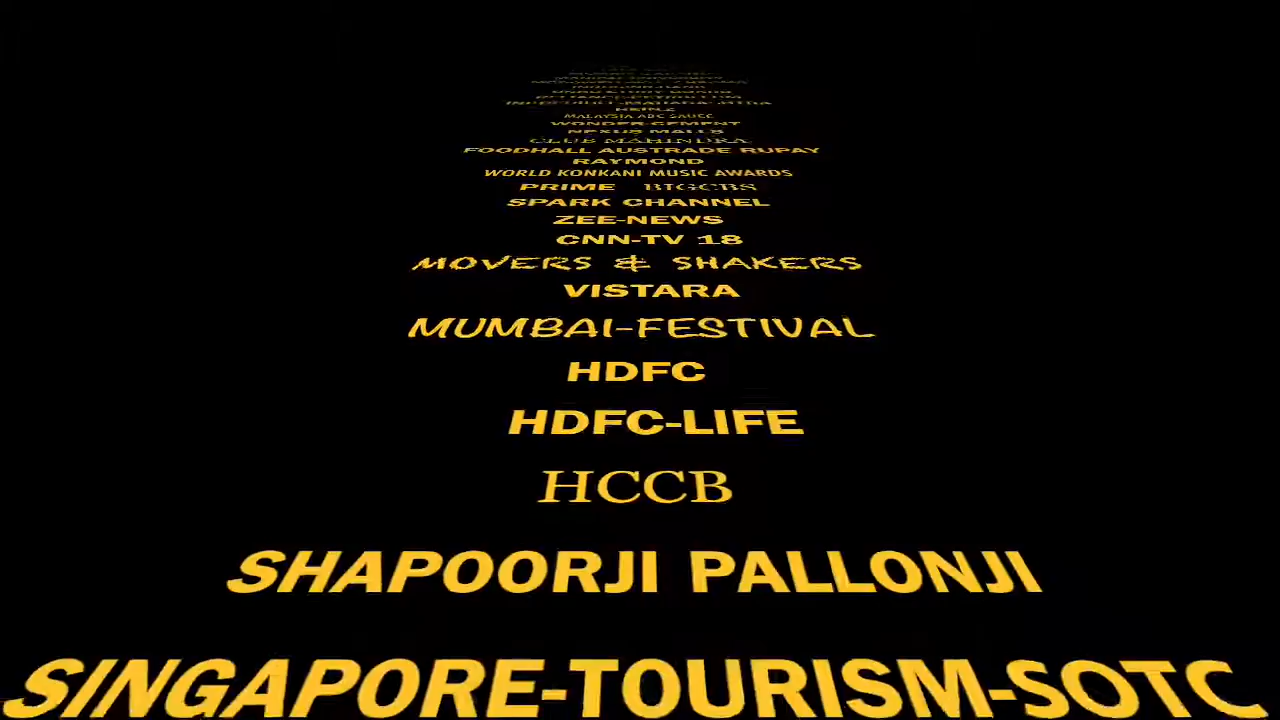 HEINZ
MALAYSIA ABC SAUCE
WONDER-CEMENT
NEXUS MALLS
CLUB MAHINDRA
FOODHALL AUSTRADE RUPAY
RAYMOND
WORLD KONKANI MUSIC AWARDS
PRIME BIGCBS
SPARK CHANNEL
ZEE-NEWS
CNN-TV 18
MOVERS & SHAKERS
VISTARA
MUMBAI-FESTIVAL
HDFC
HDFC-LIFE
HCCB
SHAPOORJI PALLONJI
SINGAPORE-TOURISM-SOTC